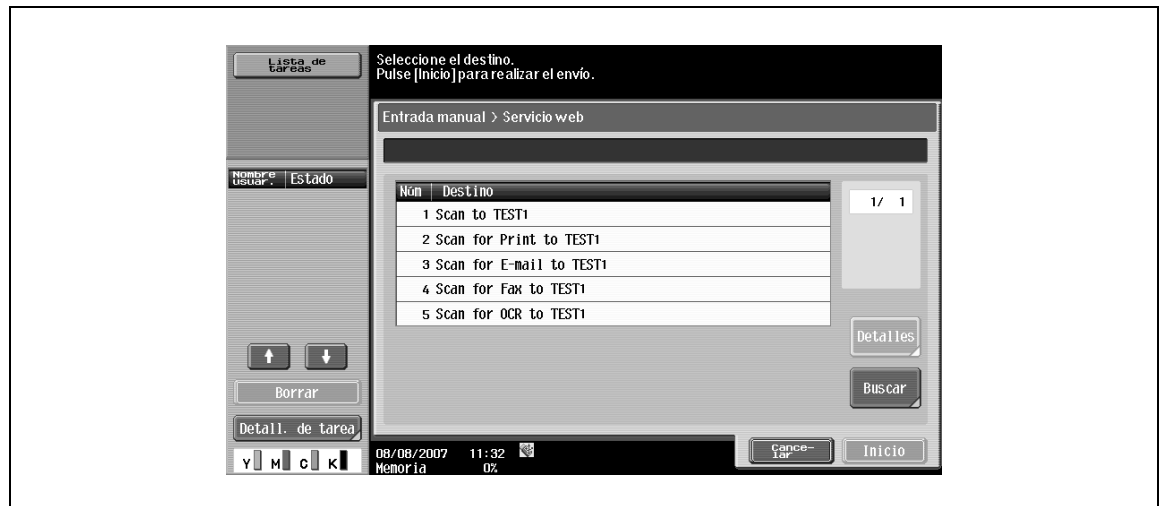 Lista de
tareas
Seleccione el destino.
Pulse [Inicio] para realizar el envío.
Entrada manual > Servicio web
Nombre
usuar.
Estado
Núm Destino
1 Scan to TEST1
2 Scan for Print to TEST1
3 Scan for E-mail to TEST1
4 Scan for Fax to TEST1
5 Scan for OCR to TEST1
1/ 1
Detalles
Buscar
Borrar
Detall. de tarea
Y M C K
08/08/2007 11:32
Memoria 0%
Cance-
lar
Inicio